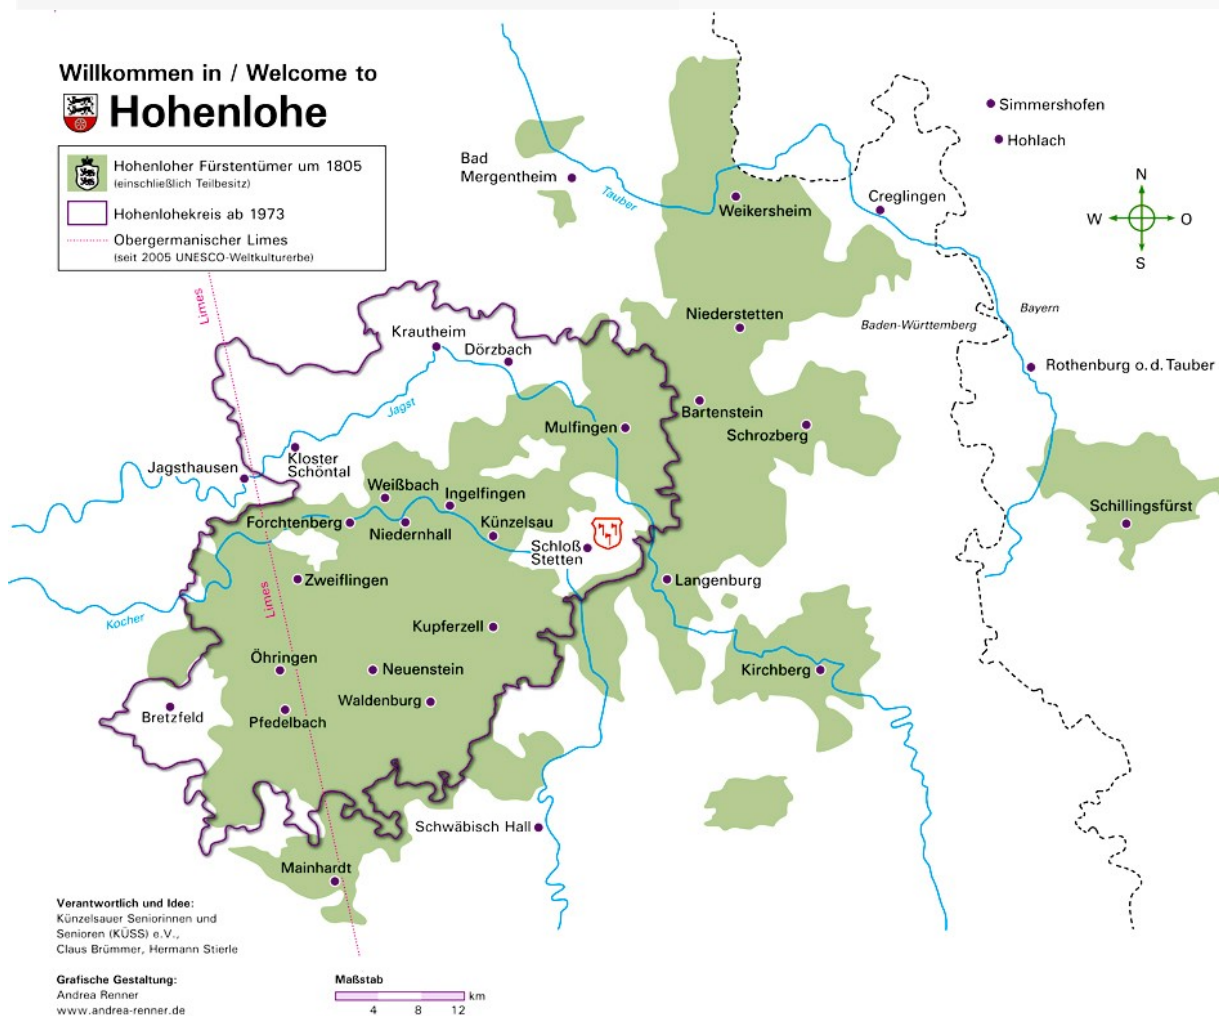 Willkommen in / Welcome to
Hohenlohe
Hohenloher Fürstentümer um 1805
(einschließlich Teilbesitz)
Hohenlohekreis ab 1973
Obergermanischer Limes
(seit 2005 UNESCO-Weltkulturerbe)
Simmershofen
Hohlach
N
W
O
S
Bad
Mergentheim
Tauber
Weikersheim
Creglingen
Limes
Niederstetten
Bayern
Baden-Württemberg
Krautheim
Dörzbach
Rothenburg o. d. Tauber
Jagst
Bartenstein
Mulfingen
Schrozberg
Kloster
Schöntal
Jagsthausen
Weißbach
Ingelfingen
Schillingsfürst
Forchtenberg
Niedernhall
Künzelsau
Schloß
Stetten
Zweiflingen
Langenburg
Limes
Kocher
Kupferzell
Öhringen
Neuenstein
Kirchberg
Waldenburg
Bretzfeld
Pfedelbach
Schwäbisch Hall
Mainhardt
Verantwortlich und Idee:
Künzelsauer Seniorinnen und
Senioren (KÜSS) e.V.,
Claus Brümmer, Hermann Stierle
Grafische Gestaltung:
Andrea Renner
www.andrea-renner.de
Maßstab
km
4 8 12